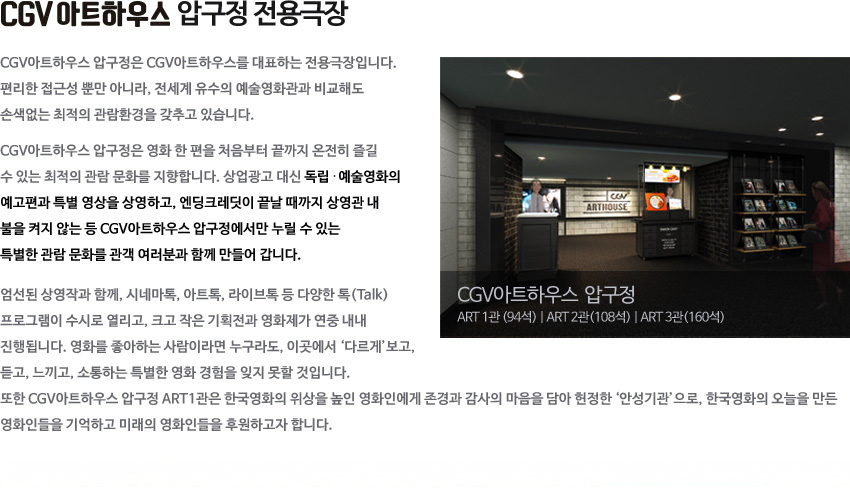 CGV아트하우스 압구정 전용극장
CGV아트하우스 압구정은 CGV아트하우스를 대표하는 전용극장입니다.
편리한 접근성 뿐만 아니라, 전세계 유수의 예술영화관과 비교해도
손색없는 최적의 관람환경을 갖추고 있습니다.
CGV아트하우스 압구정은 영화 한 편을 처음부터 끝까지 온전히 즐길
수 있는 최적의 관람 문화를 지향합니다. 상업광고 대신 독립·예술영화의
예고편과 특별 영상을 상영하고, 엔딩크레딧이 끝날 때까지 상영관 내
불을 켜지 않는 등 CGV아트하우스 압구정에서만 누릴 수 있는
특별한 관람 문화를 관객 여러분과 함께 만들어 갑니다.
엄선된 상영작과 함께, 시네마톡, 아트톡, 라이브톡 등 다양한 톡(Talk)
프로그램이 수시로 열리고, 크고 작은 기획전과 영화제가 연중 내내
진행됩니다. 영화를 좋아하는 사람이라면 누구라도, 이곳에서 ‘다르게’보고,
듣고, 느끼고, 소통하는 특별한 영화 경험을 잊지 못할 것입니다.
또한 CGV아트하우스 압구정 ART1관은 한국영화의 위상을 높인 영화인에게 존경과 감사의 마음을 담아 헌정한 ‘안성기관’으로, 한국영화의 오늘을 만든
영화인들을 기억하고 미래의 영화인들을 후원하고자 합니다.
CGV
ARTHOUSE
CGV아트하우스 압구정
ART 1관 (94석) | ART 2관(108석) | ART 3관(160석)